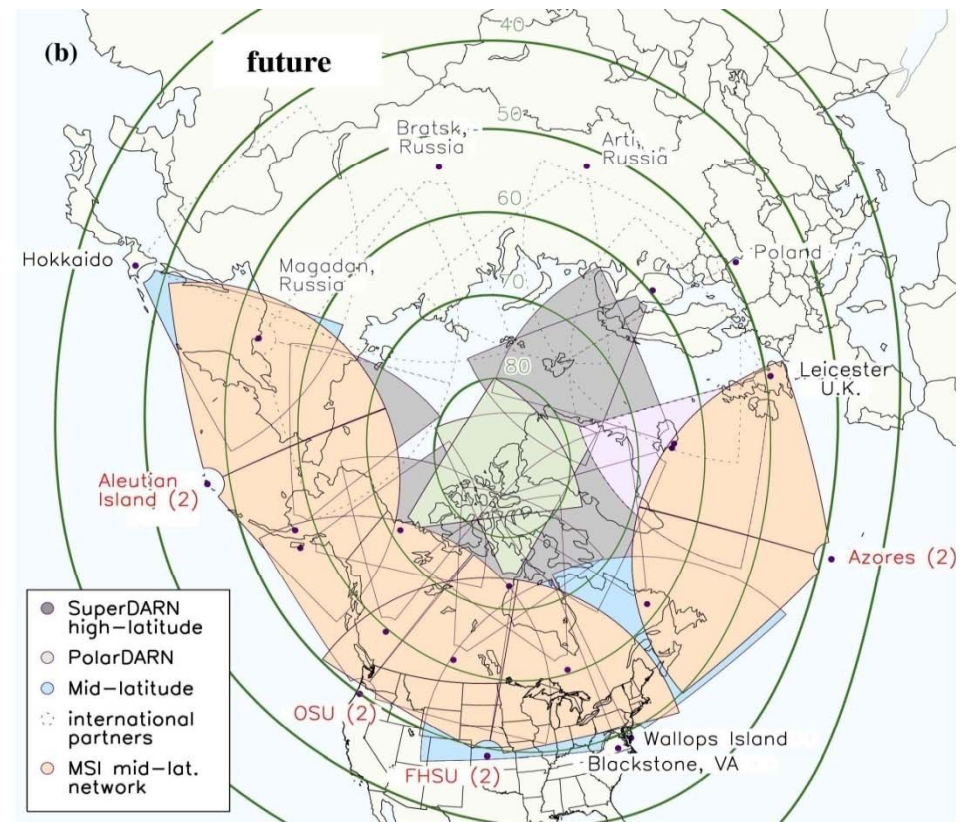 (b)
future
40
50
60
70
80
Bratsk,
Russia
Arti,
Russia
Poland
Hokkaido
Magadan,
Russia
Leicester
U.K.
Aleutian
Island (2)
Azores (2)
OSU (2)
FHSU (2)
Wallops Island
Blackstone, VA
SuperDARN
high-latitude
PolarDARN
Mid-latitude
international
partners
MSI mid-lat.
network